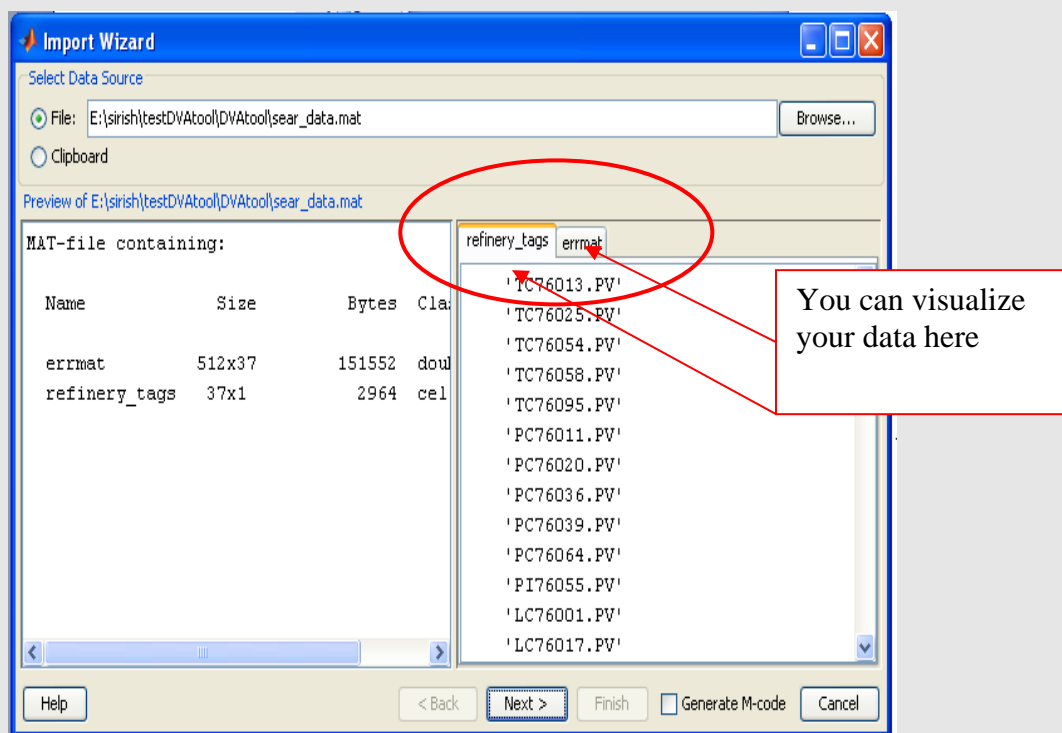 Import Wizard
Select Data Source
File: E:\sirish\testDVAtool\DVAtool\sear_data.mat Browse...
Clipboard
Preview of E:\sirish\testDVAtool\DVAtool\sear_data.mat
MAT-file containing:
Name Size Bytes Clas
errmat 512x37 151552 doub
refinery_tags 37x1 2964 cel
refinery_tags errmat
'TC76013.PV'
'TC76025.PV'
'TC76054.PV'
'TC76058.PV'
'TC76095.PV'
'PC76011.PV'
'PC76020.PV'
'PC76036.PV'
'PC76039.PV'
'PC76064.PV'
'PI76055.PV'
'LC76001.PV'
'LC76017.PV'
You can visualize
your data here
Help < Back Next > Finish Generate M-code Cancel